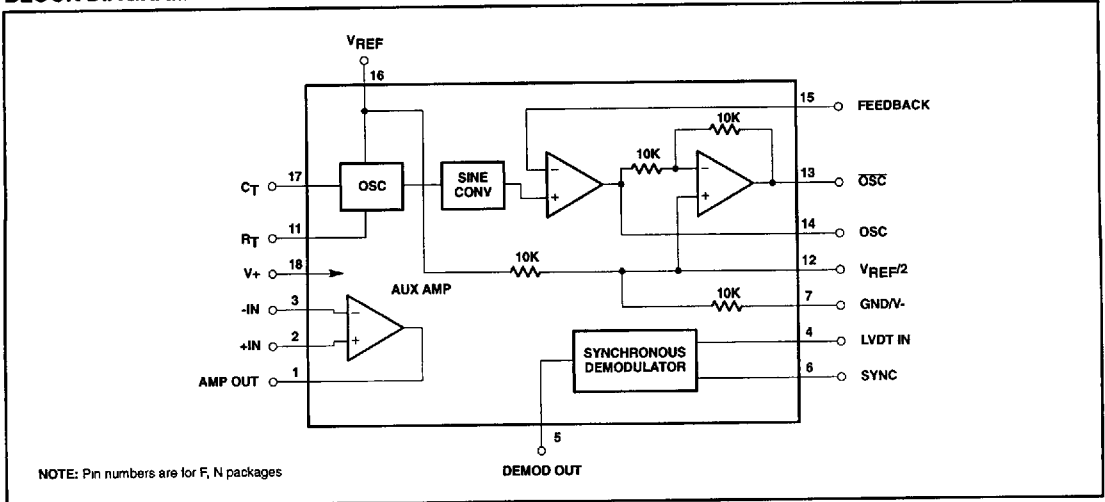 BLOCK DIAGRAM
VREF
16
15
FEEDBACK
10K
10K
CT
17
OSC
SINE
CONV
−
+
−
+
13
O̅S̅C̅
14
OSC
RT
11
V+
18
10K
12
VREF/2
AUX AMP
10K
7
GND/V-
-IN
3
−
+IN
2
+
SYNCHRONOUS
DEMODULATOR
4
LVDT IN
6
SYNC
AMP OUT
1
5
DEMOD OUT
NOTE: Pin numbers are for F, N packages